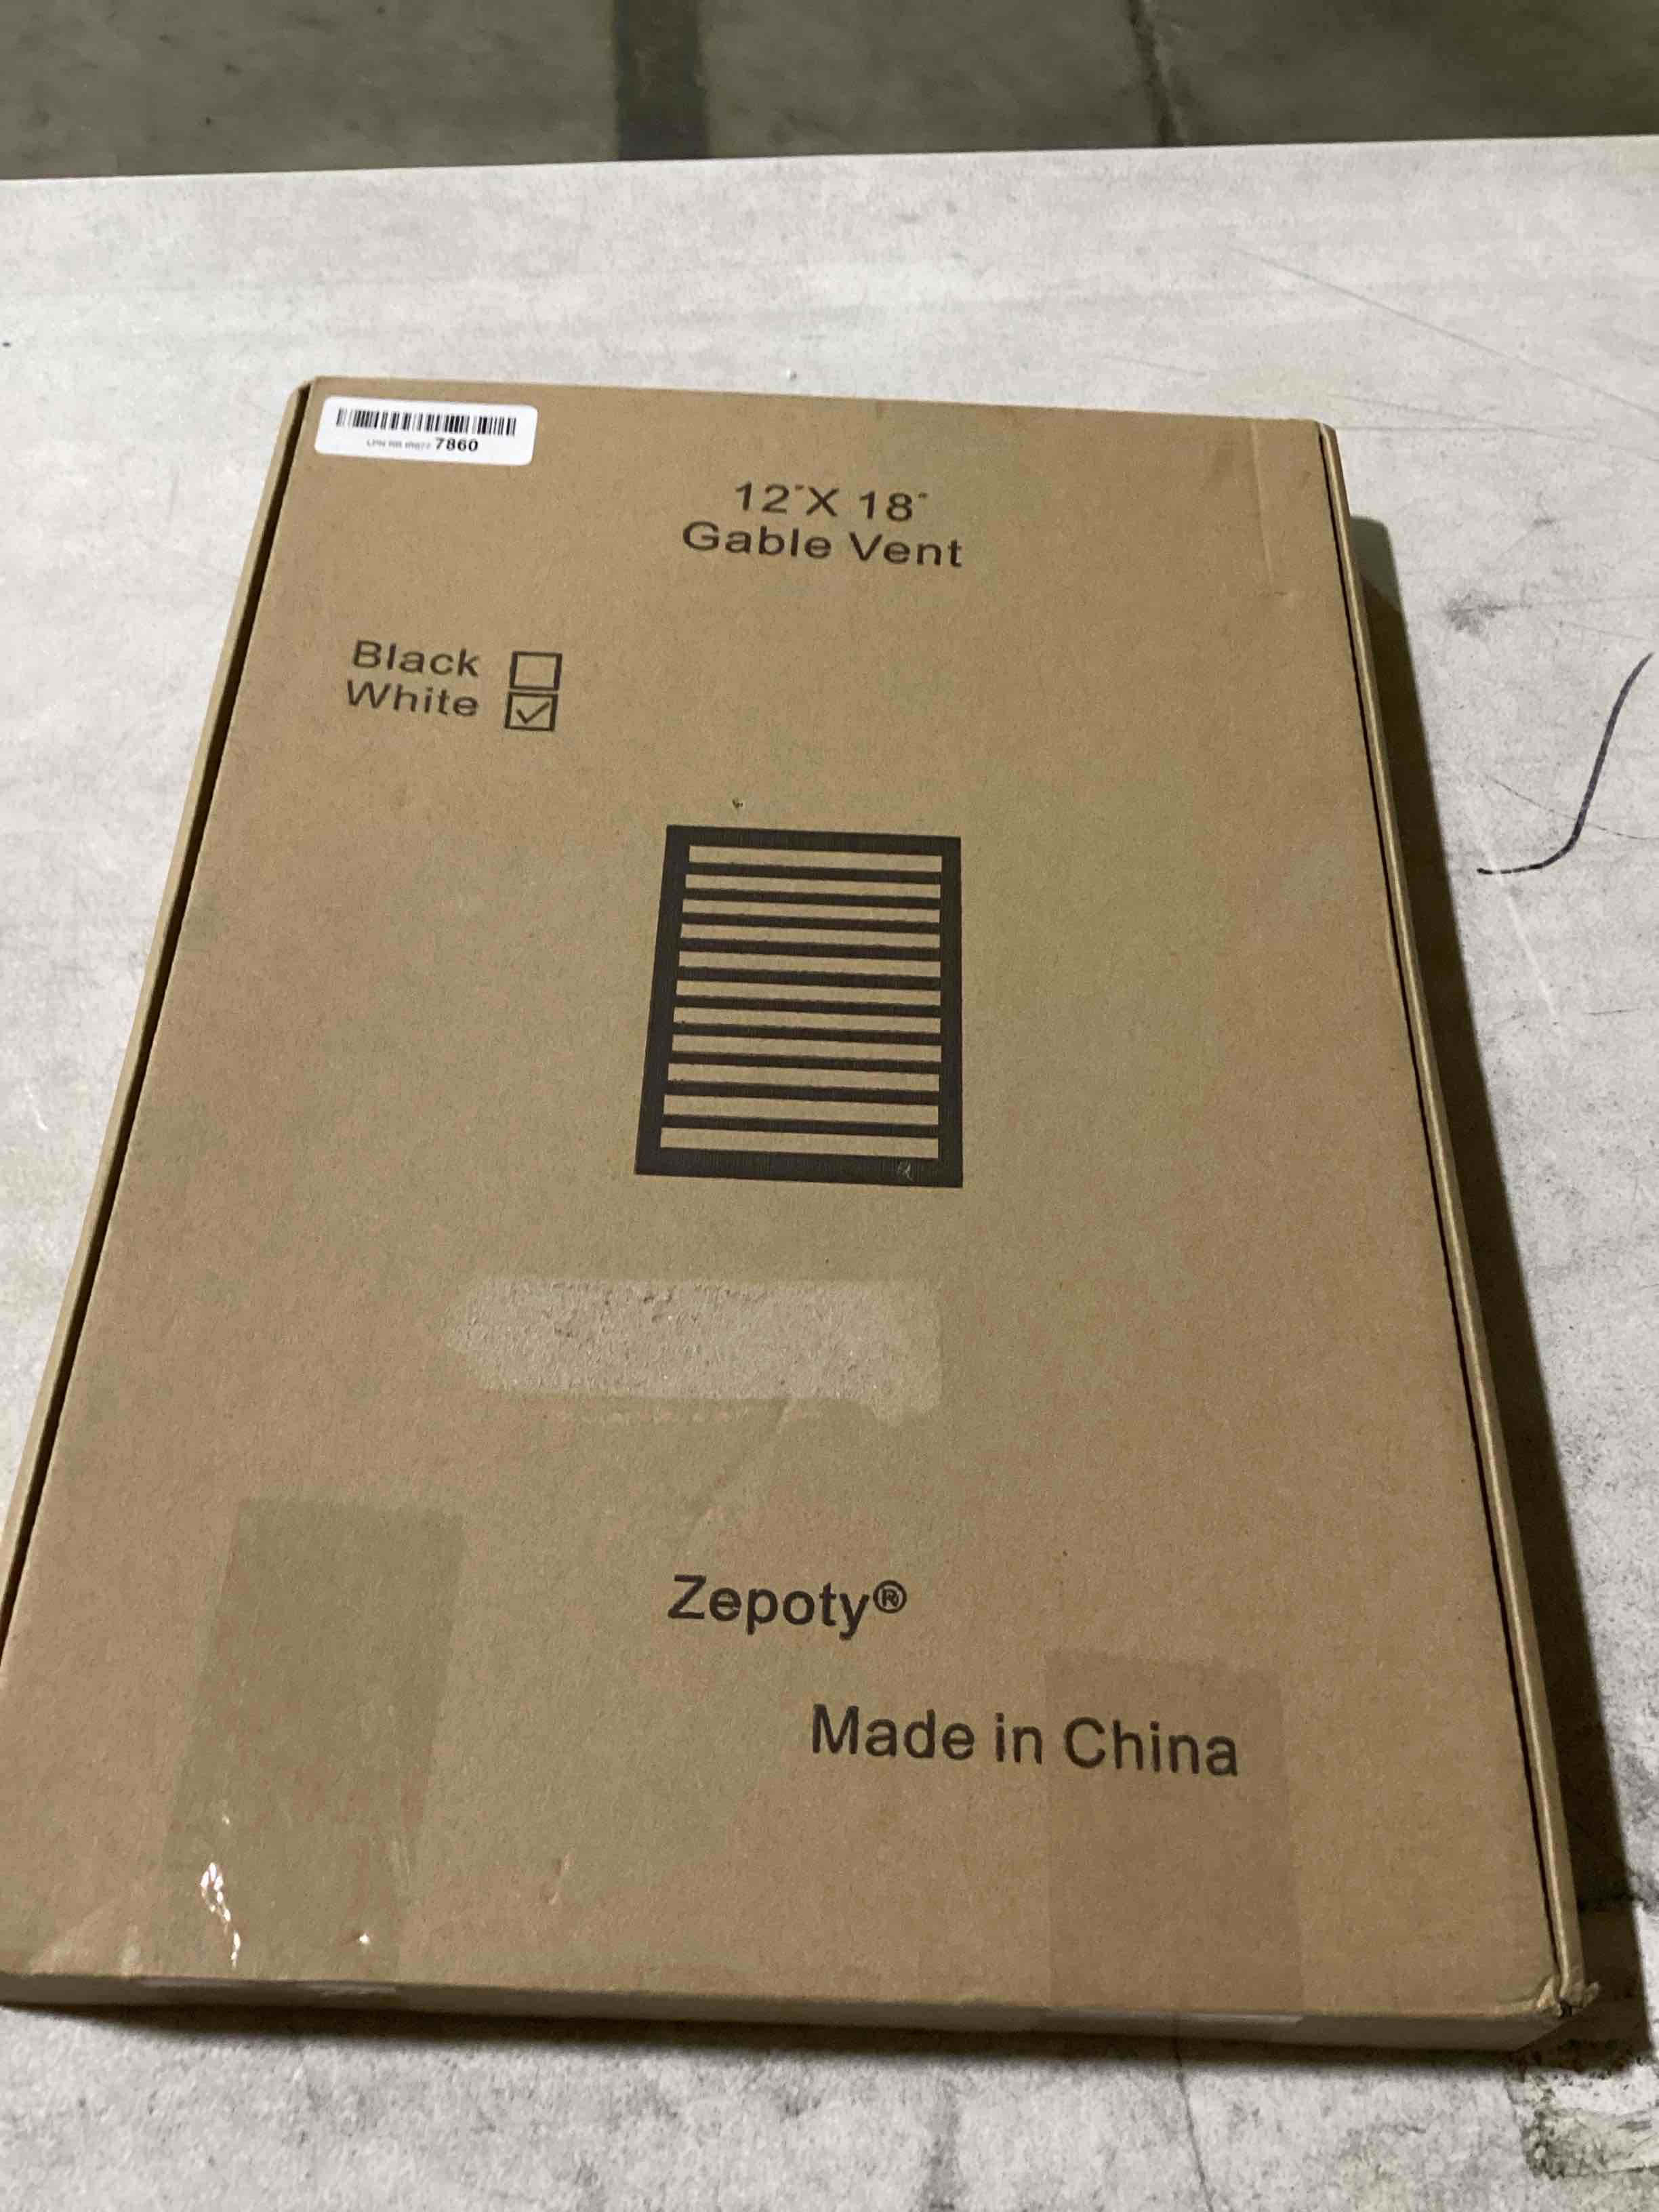 7860
12"X 18"
Gable Vent
Black
White
Zepoty®
Made in China